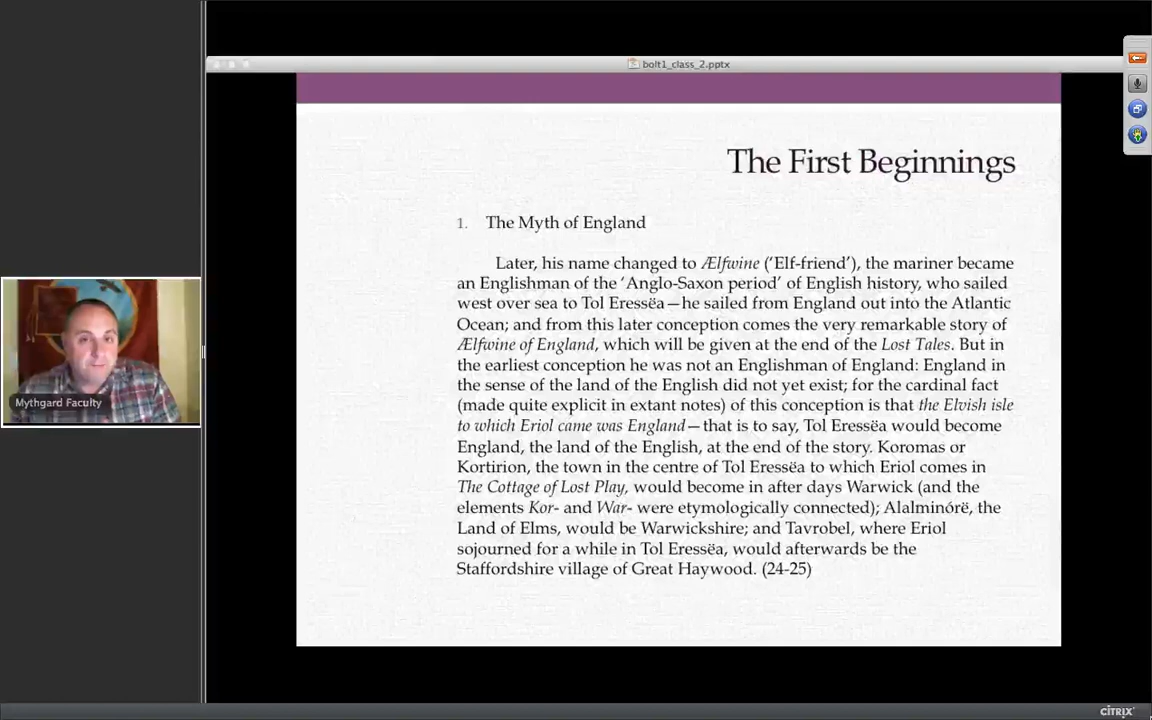 bolt1_class_2.pptx
The First Beginnings
1. The Myth of England
Later, his name changed to Ælfwine (‘Elf-friend’), the mariner became
an Englishman of the ‘Anglo-Saxon period’ of English history, who sailed
west over sea to Tol Eressëa—he sailed from England out into the Atlantic
Ocean; and from this later conception comes the very remarkable story of
Ælfwine of England, which will be given at the end of the Lost Tales. But in
the earliest conception he was not an Englishman of England: England in
the sense of the land of the English did not yet exist; for the cardinal fact
(made quite explicit in extant notes) of this conception is that the Elvish isle
to which Eriol came was England—that is to say, Tol Eressëa would become
England, the land of the English, at the end of the story. Koromas or
Kortirion, the town in the centre of Tol Eressëa to which Eriol comes in
The Cottage of Lost Play, would become in after days Warwick (and the
elements Kor- and War- were etymologically connected); Alalminórë, the
Land of Elms, would be Warwickshire; and Tavrobel, where Eriol
sojourned for a while in Tol Eressëa, would afterwards be the
Staffordshire village of Great Haywood. (24-25)
Mythgard Faculty
CITRIX